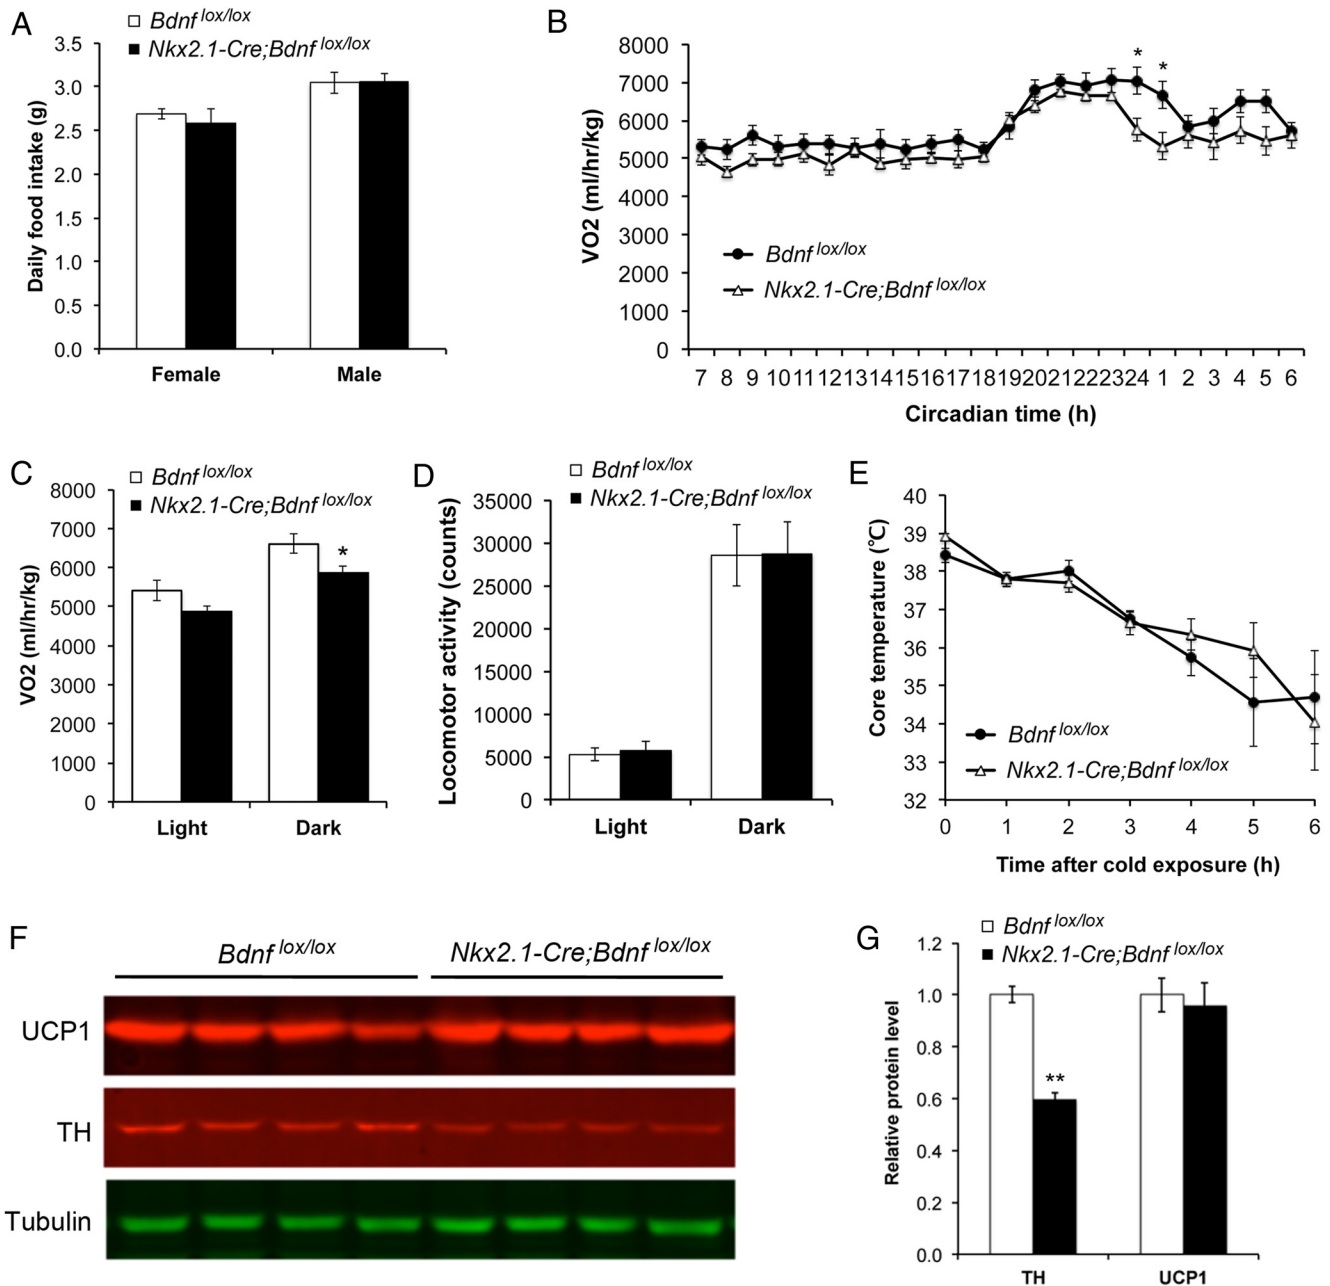 A
Bdnf lox/lox
Nkx2.1-Cre;Bdnf lox/lox
3.5
3.0
2.5
2.0
1.5
1.0
0.5
0.0
Daily food intake (g)
Female Male
B
8000
7000
6000
5000
4000
3000
2000
1000
0
VO2 (ml/hr/kg)
* *
Bdnf lox/lox
Nkx2.1-Cre;Bdnf lox/lox
7 8 9 10 11 12 13 14 15 16 17 18 19 20 21 22 23 24 1 2 3 4 5 6
Circadian time (h)
C
Bdnf lox/lox
Nkx2.1-Cre;Bdnf lox/lox
8000
7000
6000
5000
4000
3000
2000
1000
0
VO2 (ml/hr/kg)
*
Light Dark
D
Bdnf lox/lox
Nkx2.1-Cre;Bdnf lox/lox
35000
30000
25000
20000
15000
10000
5000
0
Locomotor activity (counts)
Light Dark
E
40
39
38
37
36
35
34
33
32
Core temperature (℃)
Bdnf lox/lox
Nkx2.1-Cre;Bdnf lox/lox
0 1 2 3 4 5 6
Time after cold exposure (h)
F
Bdnf lox/lox Nkx2.1-Cre;Bdnf lox/lox
UCP1
TH
Tubulin
G
Bdnf lox/lox
Nkx2.1-Cre;Bdnf lox/lox
1.2
1.0
0.8
0.6
0.4
0.2
0.0
Relative protein level
**
TH UCP1